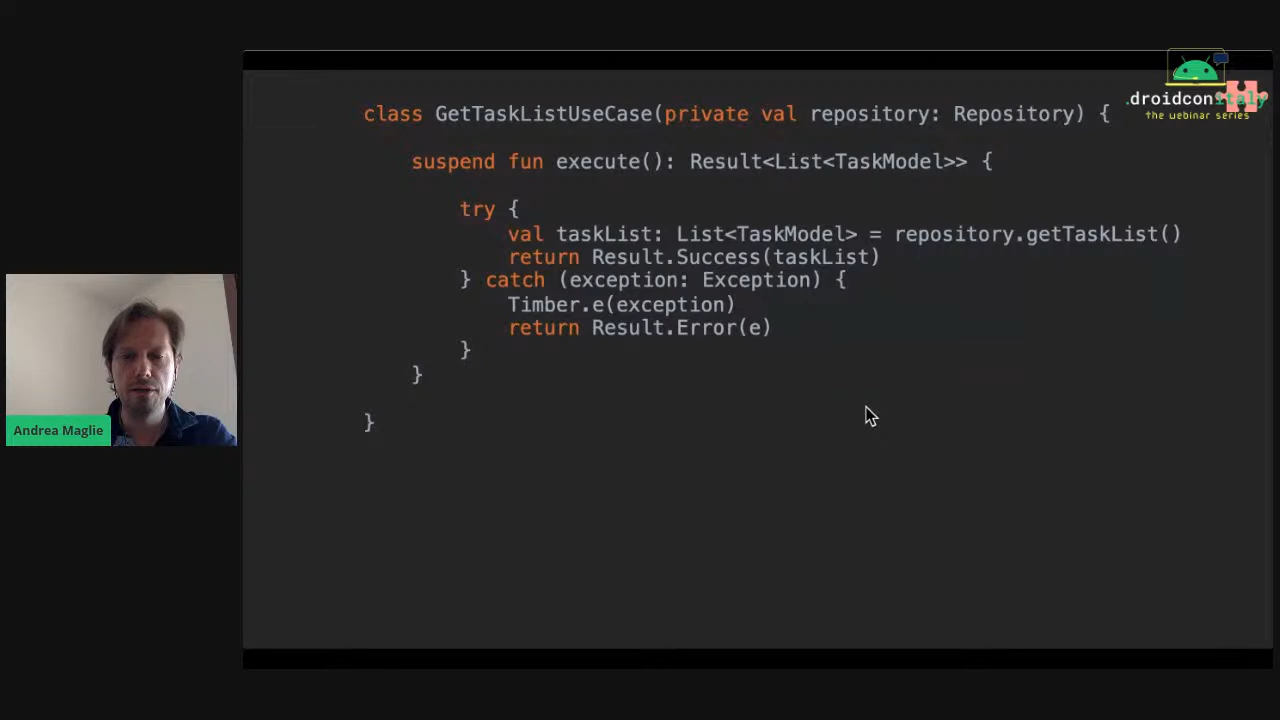 .droidconitaly
the webinar series
class GetTaskListUseCase(private val repository: Repository) {
suspend fun execute(): Result<List<TaskModel>> {
try {
val taskList: List<TaskModel> = repository.getTaskList()
return Result.Success(taskList)
} catch (exception: Exception) {
Timber.e(exception)
return Result.Error(e)
}
}
}
Andrea Maglie